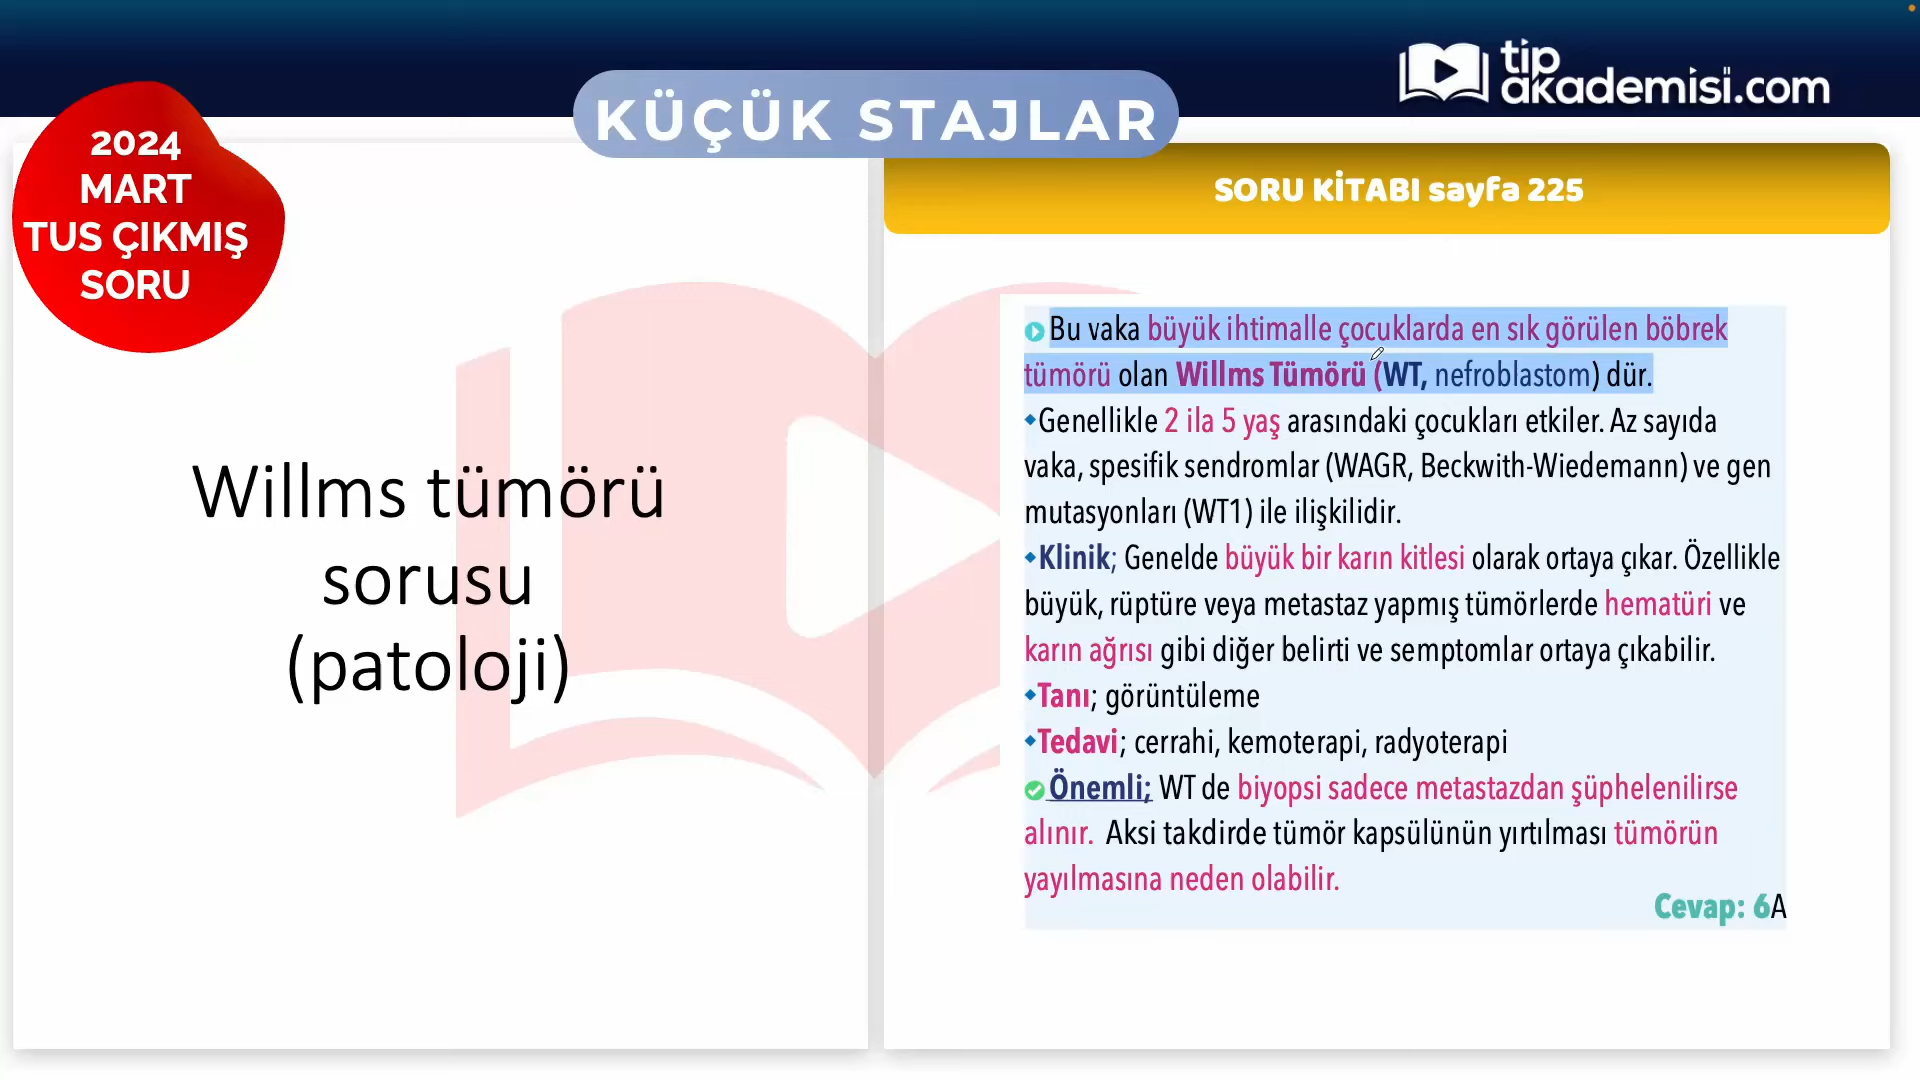 tıp
akademisi.com
KÜÇÜK STAJLAR
2024
MART
TUS ÇIKMIŞ
SORU
Willms tümörü
sorusu
(patoloji)
SORU KİTABI sayfa 225
Bu vaka büyük ihtimalle çocuklarda en sık görülen böbrek
tümörü olan Willms Tümörü (WT, nefroblastom) dür.
Genellikle 2 ila 5 yaş arasındaki çocukları etkiler. Az sayıda
vaka, spesifik sendromlar (WAGR, Beckwith-Wiedemann) ve gen
mutasyonları (WT1) ile ilişkilidir.
Klinik; Genelde büyük bir karın kitlesi olarak ortaya çıkar. Özellikle
büyük, rüptüre veya metastaz yapmış tümörlerde hematüri ve
karın ağrısı gibi diğer belirti ve semptomlar ortaya çıkabilir.
Tanı; görüntüleme
Tedavi; cerrahi, kemoterapi, radyoterapi
Önemli; WT de biyopsi sadece metastazdan şüphelenilirse
alınır. Aksi takdirde tümör kapsülünün yırtılması tümörün
yayılmasına neden olabilir.
Cevap: 6A